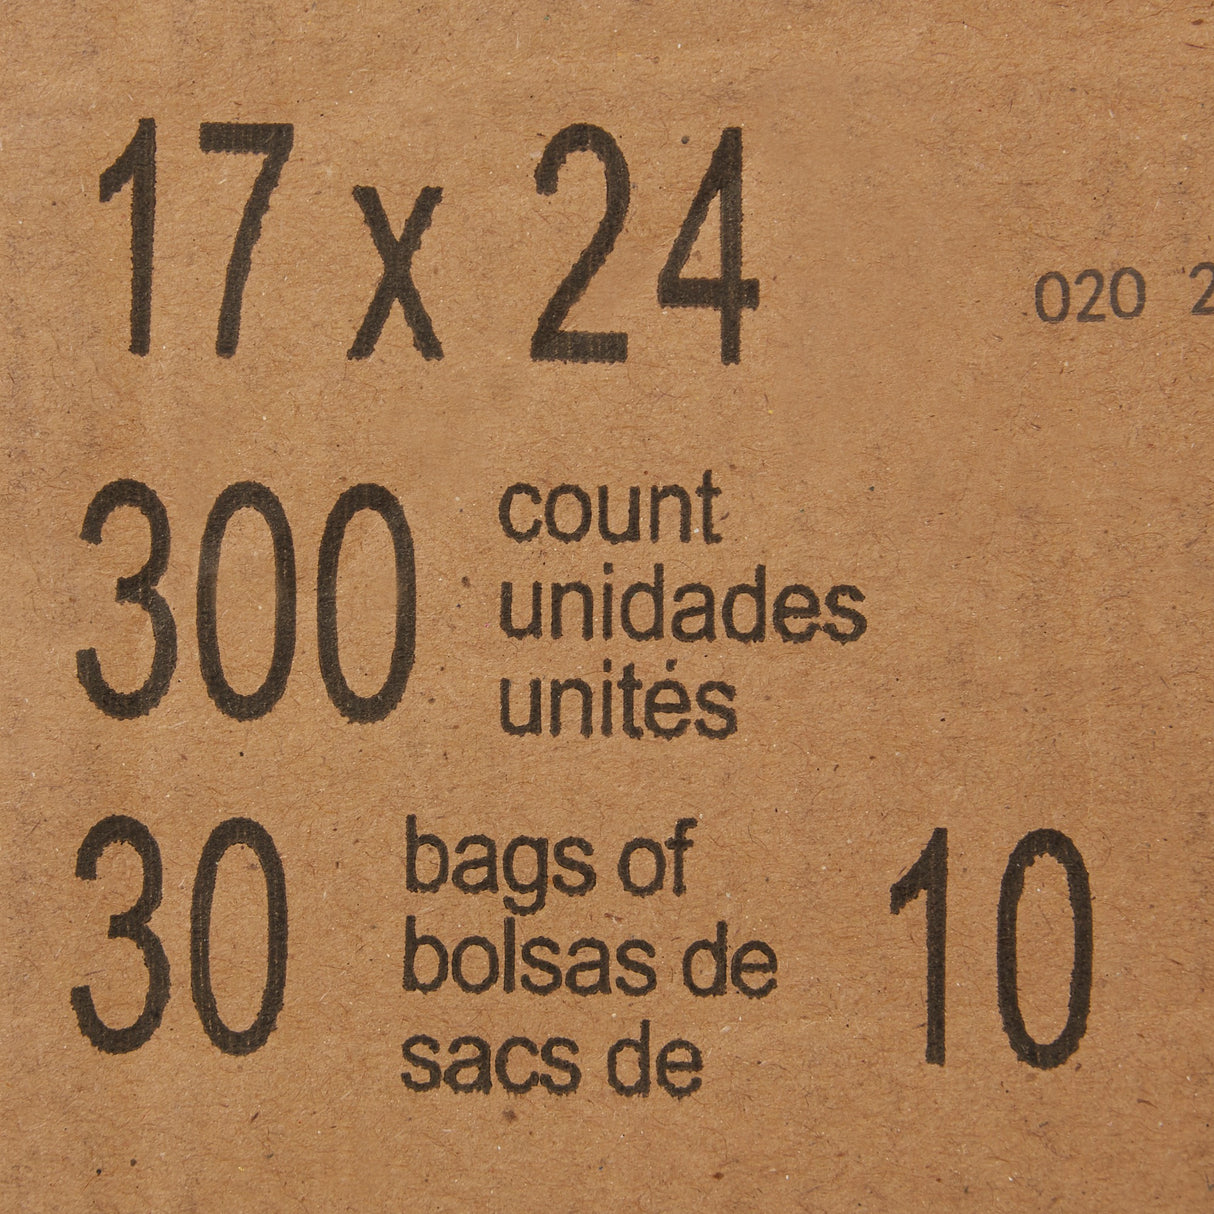 17 x 24
020 2
300 count
unidades
unités
30 bags of 10
bolsas de
sacs de